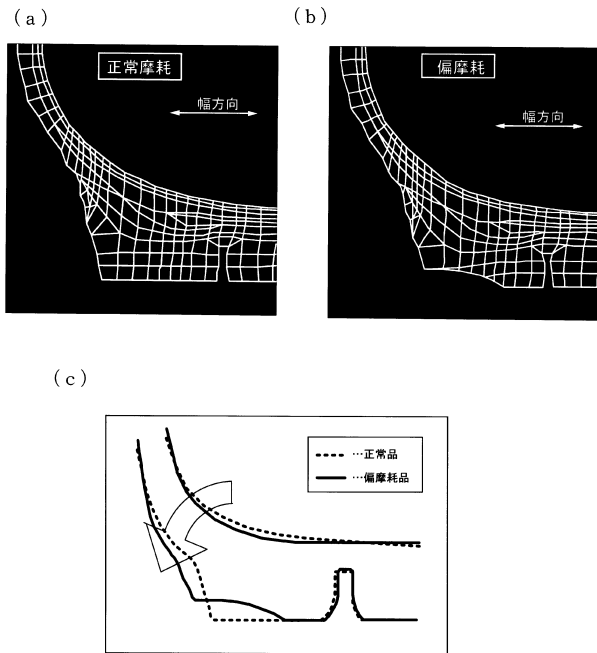 （a）
（b）
正常摩耗
幅方向
偏摩耗
幅方向
（c）
…正常品
…偏摩耗品